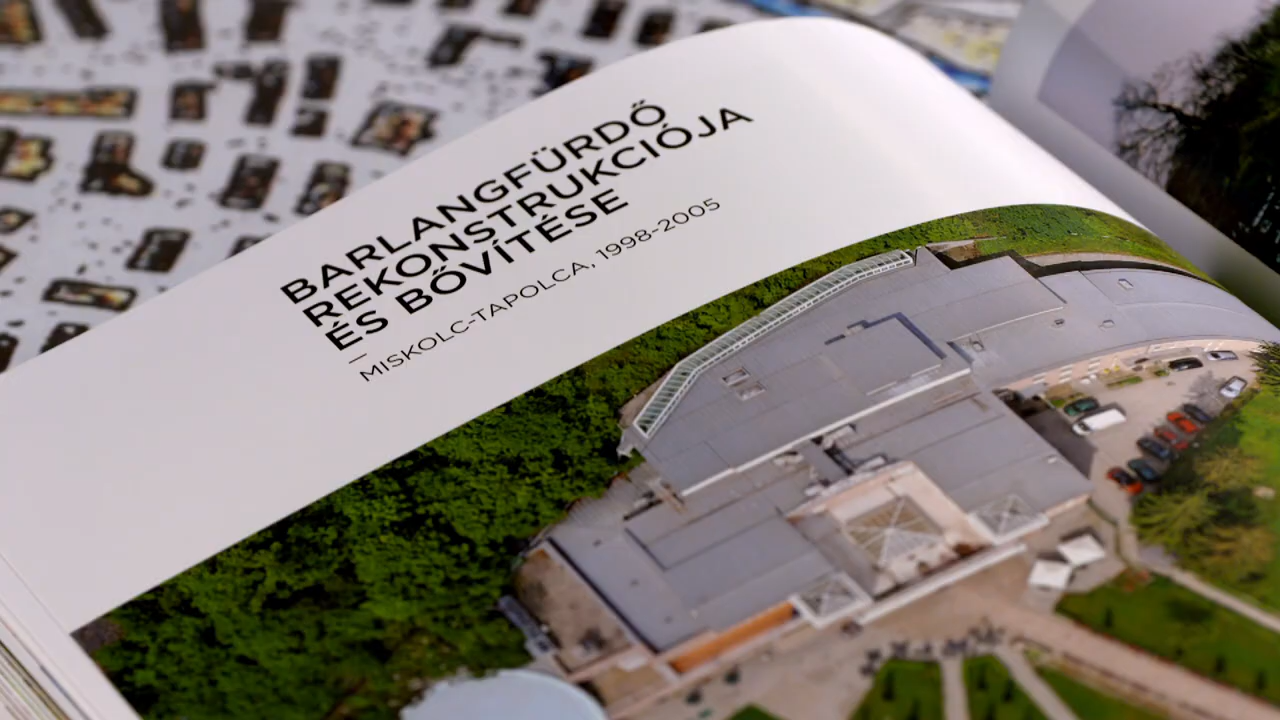 BARLANGFÜRDŐ
REKONSTRUKCIÓJA
ÉS BŐVÍTÉSE
–
MISKOLC-TAPOLCA, 1998-2005